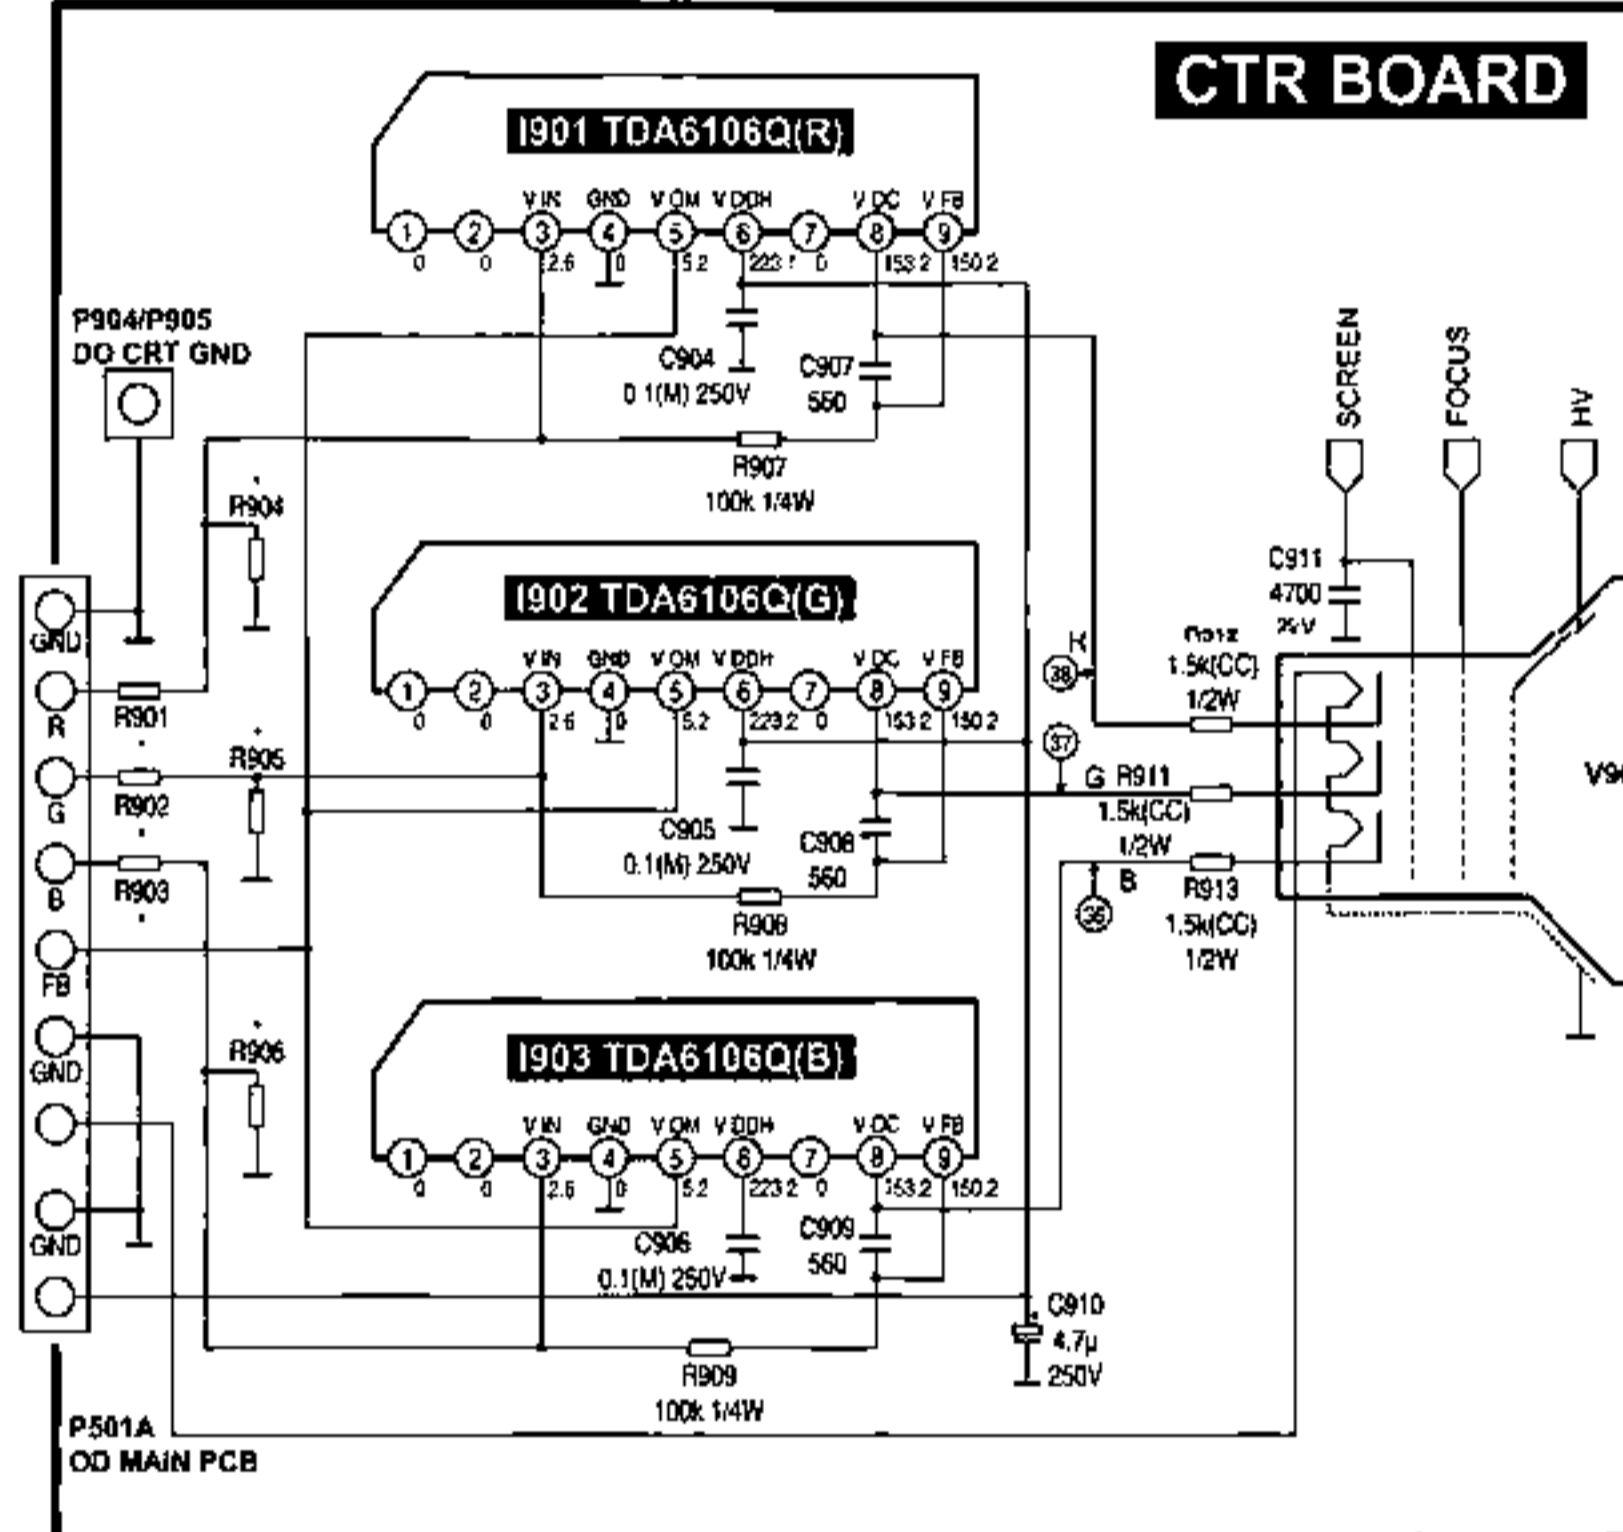 CTR BOARD
I901 TDA6106Q(R)
V IN GND V OM V DDH V DC V FB
1 2 3 4 5 6 7 8 9
0 0 2.6 0 5.2 223.1 0 153.2 150.2
P904/P905
DO CRT GND
C904
0.1(M) 250V
C907
560
R907
100k 1/4W
R904
SCREEN
FOCUS
HV
C911
4700
I902 TDA6106Q(G)
V IN GND V OM V DDH V DC V FB
1 2 3 4 5 6 7 8 9
0 0 2.6 0 5.2 223.2 0 153.2 150.2
GND
R
R901
G
R902
B
R903
FB
GND
GND
R905
R906
C905
0.1(M) 250V
C908
560
R908
100k 1/4W
R
38
37
1.5k(CC)
1/2W
G R911
1.5k(CC)
1/2W
B
36
R913
1.5k(CC)
1/2W
I903 TDA6106Q(B)
V IN GND V OM V DDH V OC V FB
1 2 3 4 5 6 7 8 9
0 0 2.6 0 5.2 223.2 0 153.2 150.2
C906
0.1(M) 250V
C909
560
C910
4.7µ
250V
R909
100k 1/4W
P501A
OD MAIN PCB